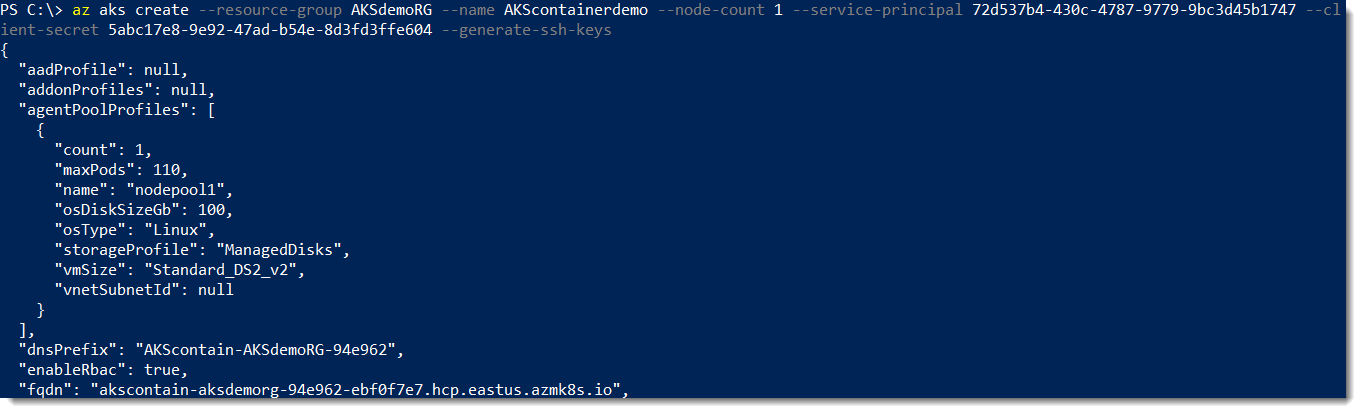 PS C:\> az aks create --resource-group AKSdemoRG --name AKScontainerdemo --node-count 1 --service-principal 72d537b4-430c-4787-9779-9bc3d45b1747 --cl
ient-secret 5abc17e8-9e92-47ad-b54e-8d3fd3ffe604 --generate-ssh-keys
{
  "aadProfile": null,
  "addonProfiles": null,
  "agentPoolProfiles": [
    {
      "count": 1,
      "maxPods": 110,
      "name": "nodepool1",
      "osDiskSizeGb": 100,
      "osType": "Linux",
      "storageProfile": "ManagedDisks",
      "vmSize": "Standard_DS2_v2",
      "vnetSubnetId": null
    }
  ],
  "dnsPrefix": "AKScontain-AKSdemoRG-94e962",
  "enableRbac": true,
  "fqdn": "akscontain-aksdemorg-94e962-ebf0f7e7.hcp.eastus.azmk8s.io",